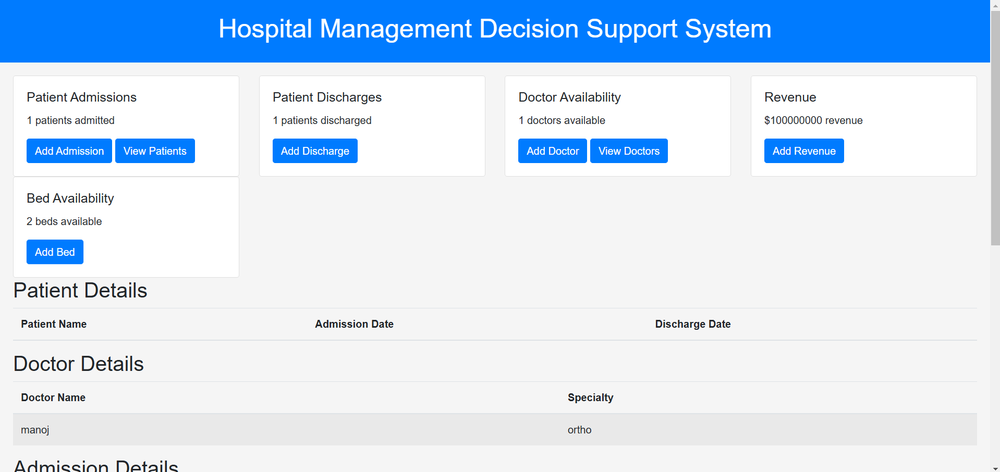 Hospital Management Decision Support System
Patient Admissions
1 patients admitted
Add Admission View Patients
Patient Discharges
1 patients discharged
Add Discharge
Doctor Availability
1 doctors available
Add Doctor View Doctors
Revenue
$100000000 revenue
Add Revenue
Bed Availability
2 beds available
Add Bed
Patient Details
Patient Name Admission Date Discharge Date
Doctor Details
Doctor Name Specialty
manoj ortho
Admission Details